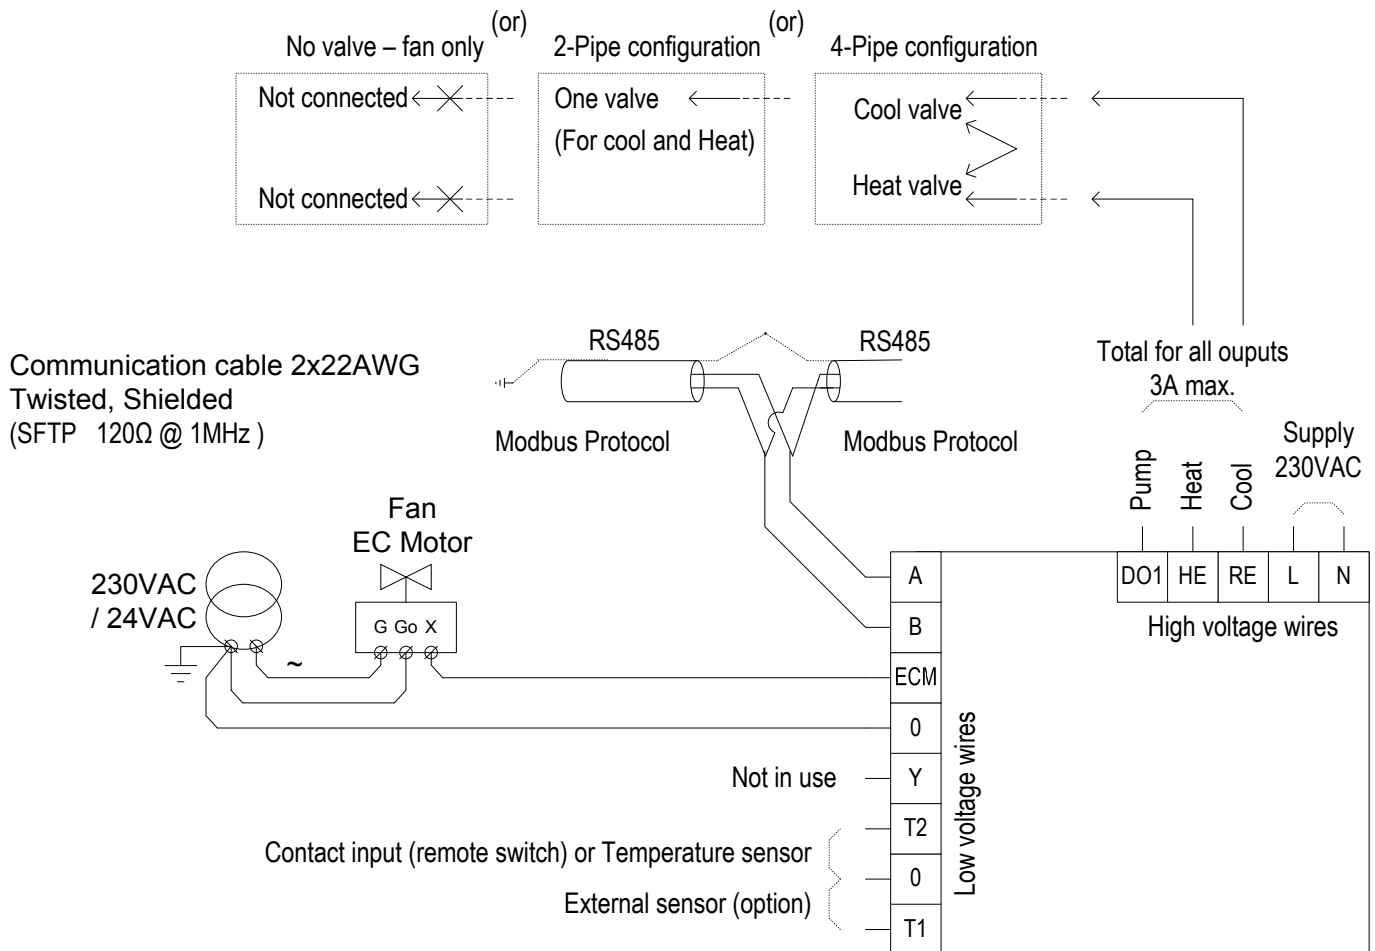 (or)
(or)
No valve – fan only
2-Pipe configuration
4-Pipe configuration
Not connected
One valve
Cool valve
(For cool and Heat)
Heat valve
Not connected
RS485
RS485
Total for all ouputs
3A max.
Communication cable 2x22AWG
Twisted, Shielded
(SFTP 120Ω @ 1MHz )
Modbus Protocol
Modbus Protocol
Supply
230VAC
Pump
Heat
Cool
Fan
EC Motor
230VAC
/ 24VAC
G Go X
~
A
B
ECM
0
Y
T2
0
T1
DO1 HE RE L N
High voltage wires
Low voltage wires
Not in use
Contact input (remote switch) or Temperature sensor
External sensor (option)